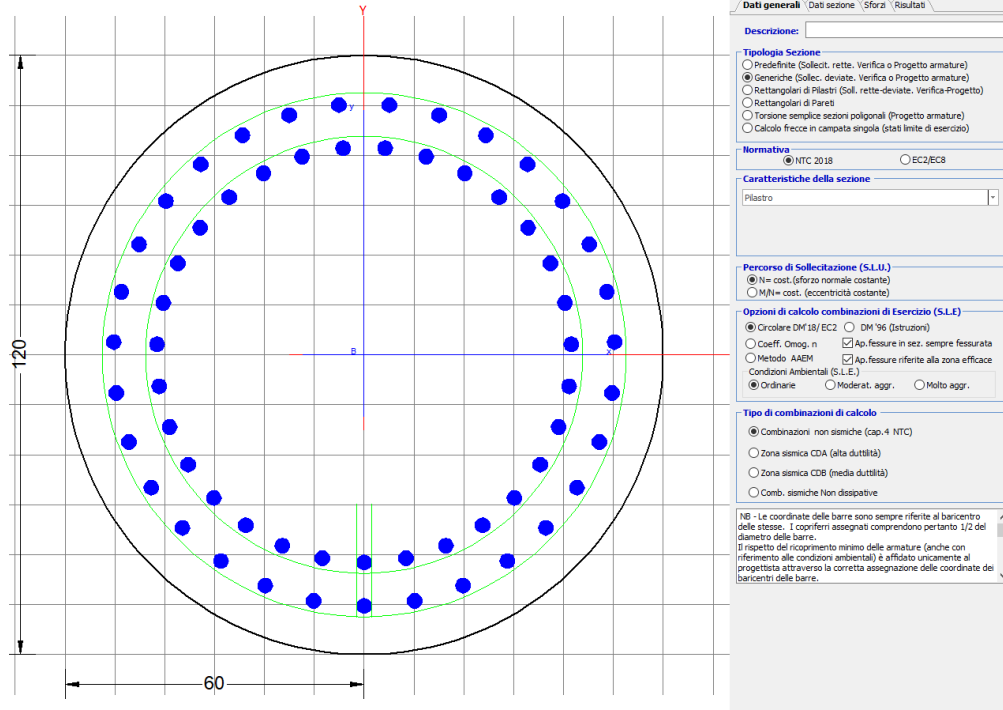 Y
y
120
B
x
60
Dati generali Dati sezione Sforzi Risultati
Descrizione:
Tipologia Sezione
Predefinite (Sollecit. rette. Verifica o Progetto armature)
Generiche (Sollec. deviate. Verifica o Progetto armature)
Rettangolari di Pilastri (Soll. rette-deviate. Verifica-Progetto)
Rettangolari di Pareti
Torsione semplice sezioni poligonali (Progetto armature)
Calcolo frecce in campata singola (stati limite di esercizio)
Normativa
NTC 2018 EC2/EC8
Caratteristiche della sezione
Pilastro
Percorso di Sollecitazione (S.L.U.)
N= cost.(sforzo normale costante)
M/N= cost. (eccentricità costante)
Opzioni di calcolo combinazioni di Esercizio (S.L.E)
Circolare DM'18/ EC2 DM '96 (Istruzioni)
Coeff. Omog. n Ap.fessure in sez. sempre fessurata
Metodo AAEM Ap.fessure riferite alla zona efficace
Condizioni Ambientali (S.L.E.)
Ordinarie Moderat. aggr. Molto aggr.
Tipo di combinazioni di calcolo
Combinazioni non sismiche (cap.4 NTC)
Zona sismica CDA (alta duttilità)
Zona sismica CDB (media duttilità)
Comb. sismiche Non dissipative
NB - Le coordinate delle barre sono sempre riferite al baricentro
delle stesse. I copriferri assegnati comprendono pertanto 1/2 del
diametro delle barre.
Il rispetto del ricoprimento minimo delle armature (anche con
riferimento alle condizioni ambientali) è affidato unicamente al
progettista attraverso la corretta assegnazione delle coordinate dei
baricentri delle barre.